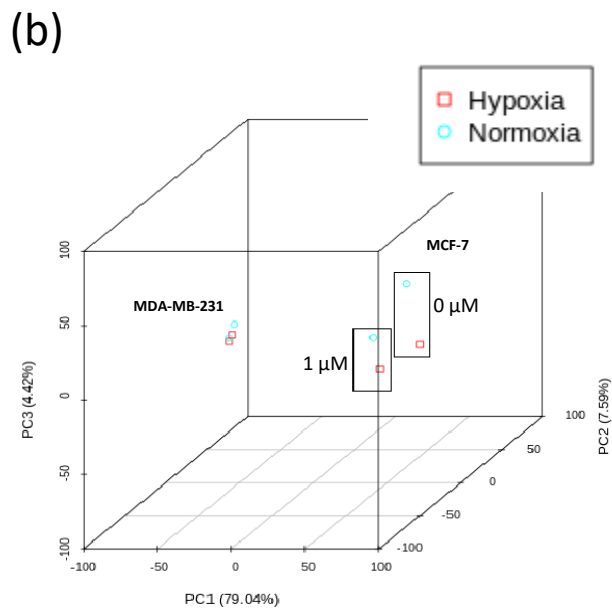 (b)
Hypoxia
Normoxia
MCF-7
MDA-MB-231
0 µM
1 µM
100
50
0
-50
-100
PC3 (4.42%)
-100
-50
0
50
100
PC1 (79.04%)
-100
-50
0
50
100
PC2 (7.59%)